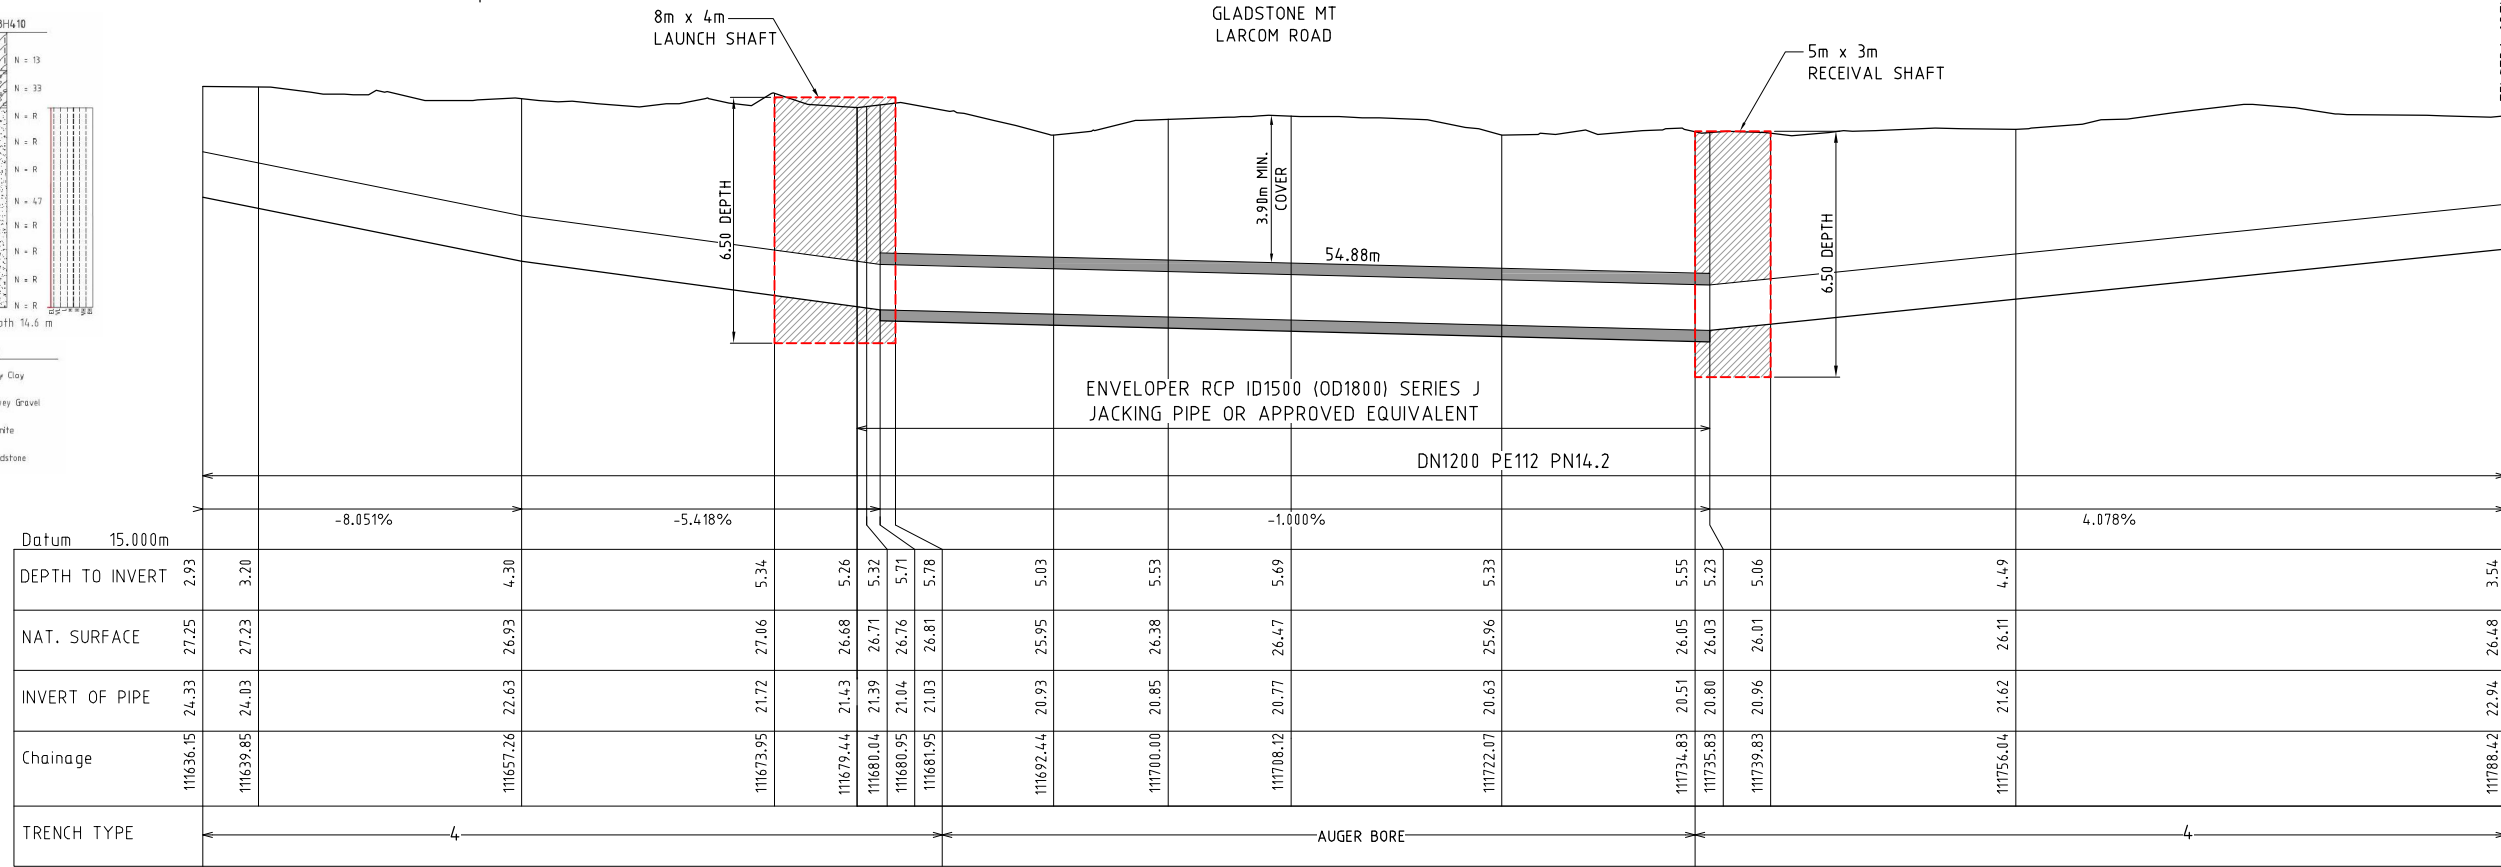 BH410
N = 13
N = 33
N = R
N = R
N = R
N = 47
N = R
N = R
N = R
N = R
14.6 m
Clay
Gravel
8m x 4m
LAUNCH SHAFT
GLADSTONE MT
LARCOM ROAD
5m x 3m
RECEIVAL SHAFT
6.50 DEPTH
3.90m MIN.
COVER
54.88m
6.50 DEPTH
ENVELOPER RCP ID1500 (OD1800) SERIES J
JACKING PIPE OR APPROVED EQUIVALENT
DN1200 PE112 PN14.2
-8.051% -5.418% -1.000% 4.078%
Datum 15.000m
DEPTH TO INVERT 2.93 3.20 4.30 5.34 5.26 5.32 5.71 5.78 5.03 5.53 5.69 5.33 5.55 5.23 5.06 4.49 3.54
NAT. SURFACE 27.25 27.23 26.93 27.06 26.68 26.71 26.76 26.81 25.95 26.38 26.47 25.96 26.05 26.03 26.01 26.11 26.48
INVERT OF PIPE 24.33 24.03 22.63 21.72 21.43 21.39 21.04 21.03 20.93 20.85 20.77 20.63 20.51 20.80 20.96 21.62 22.94
Chainage 111636.15 111639.85 111657.26 111673.95 111679.44 111680.04 111680.95 111681.95 111692.44 111700.00 111708.12 111722.07 111734.83 111735.83 111739.83 111756.04 111788.42
TRENCH TYPE 4 AUGER BORE 4